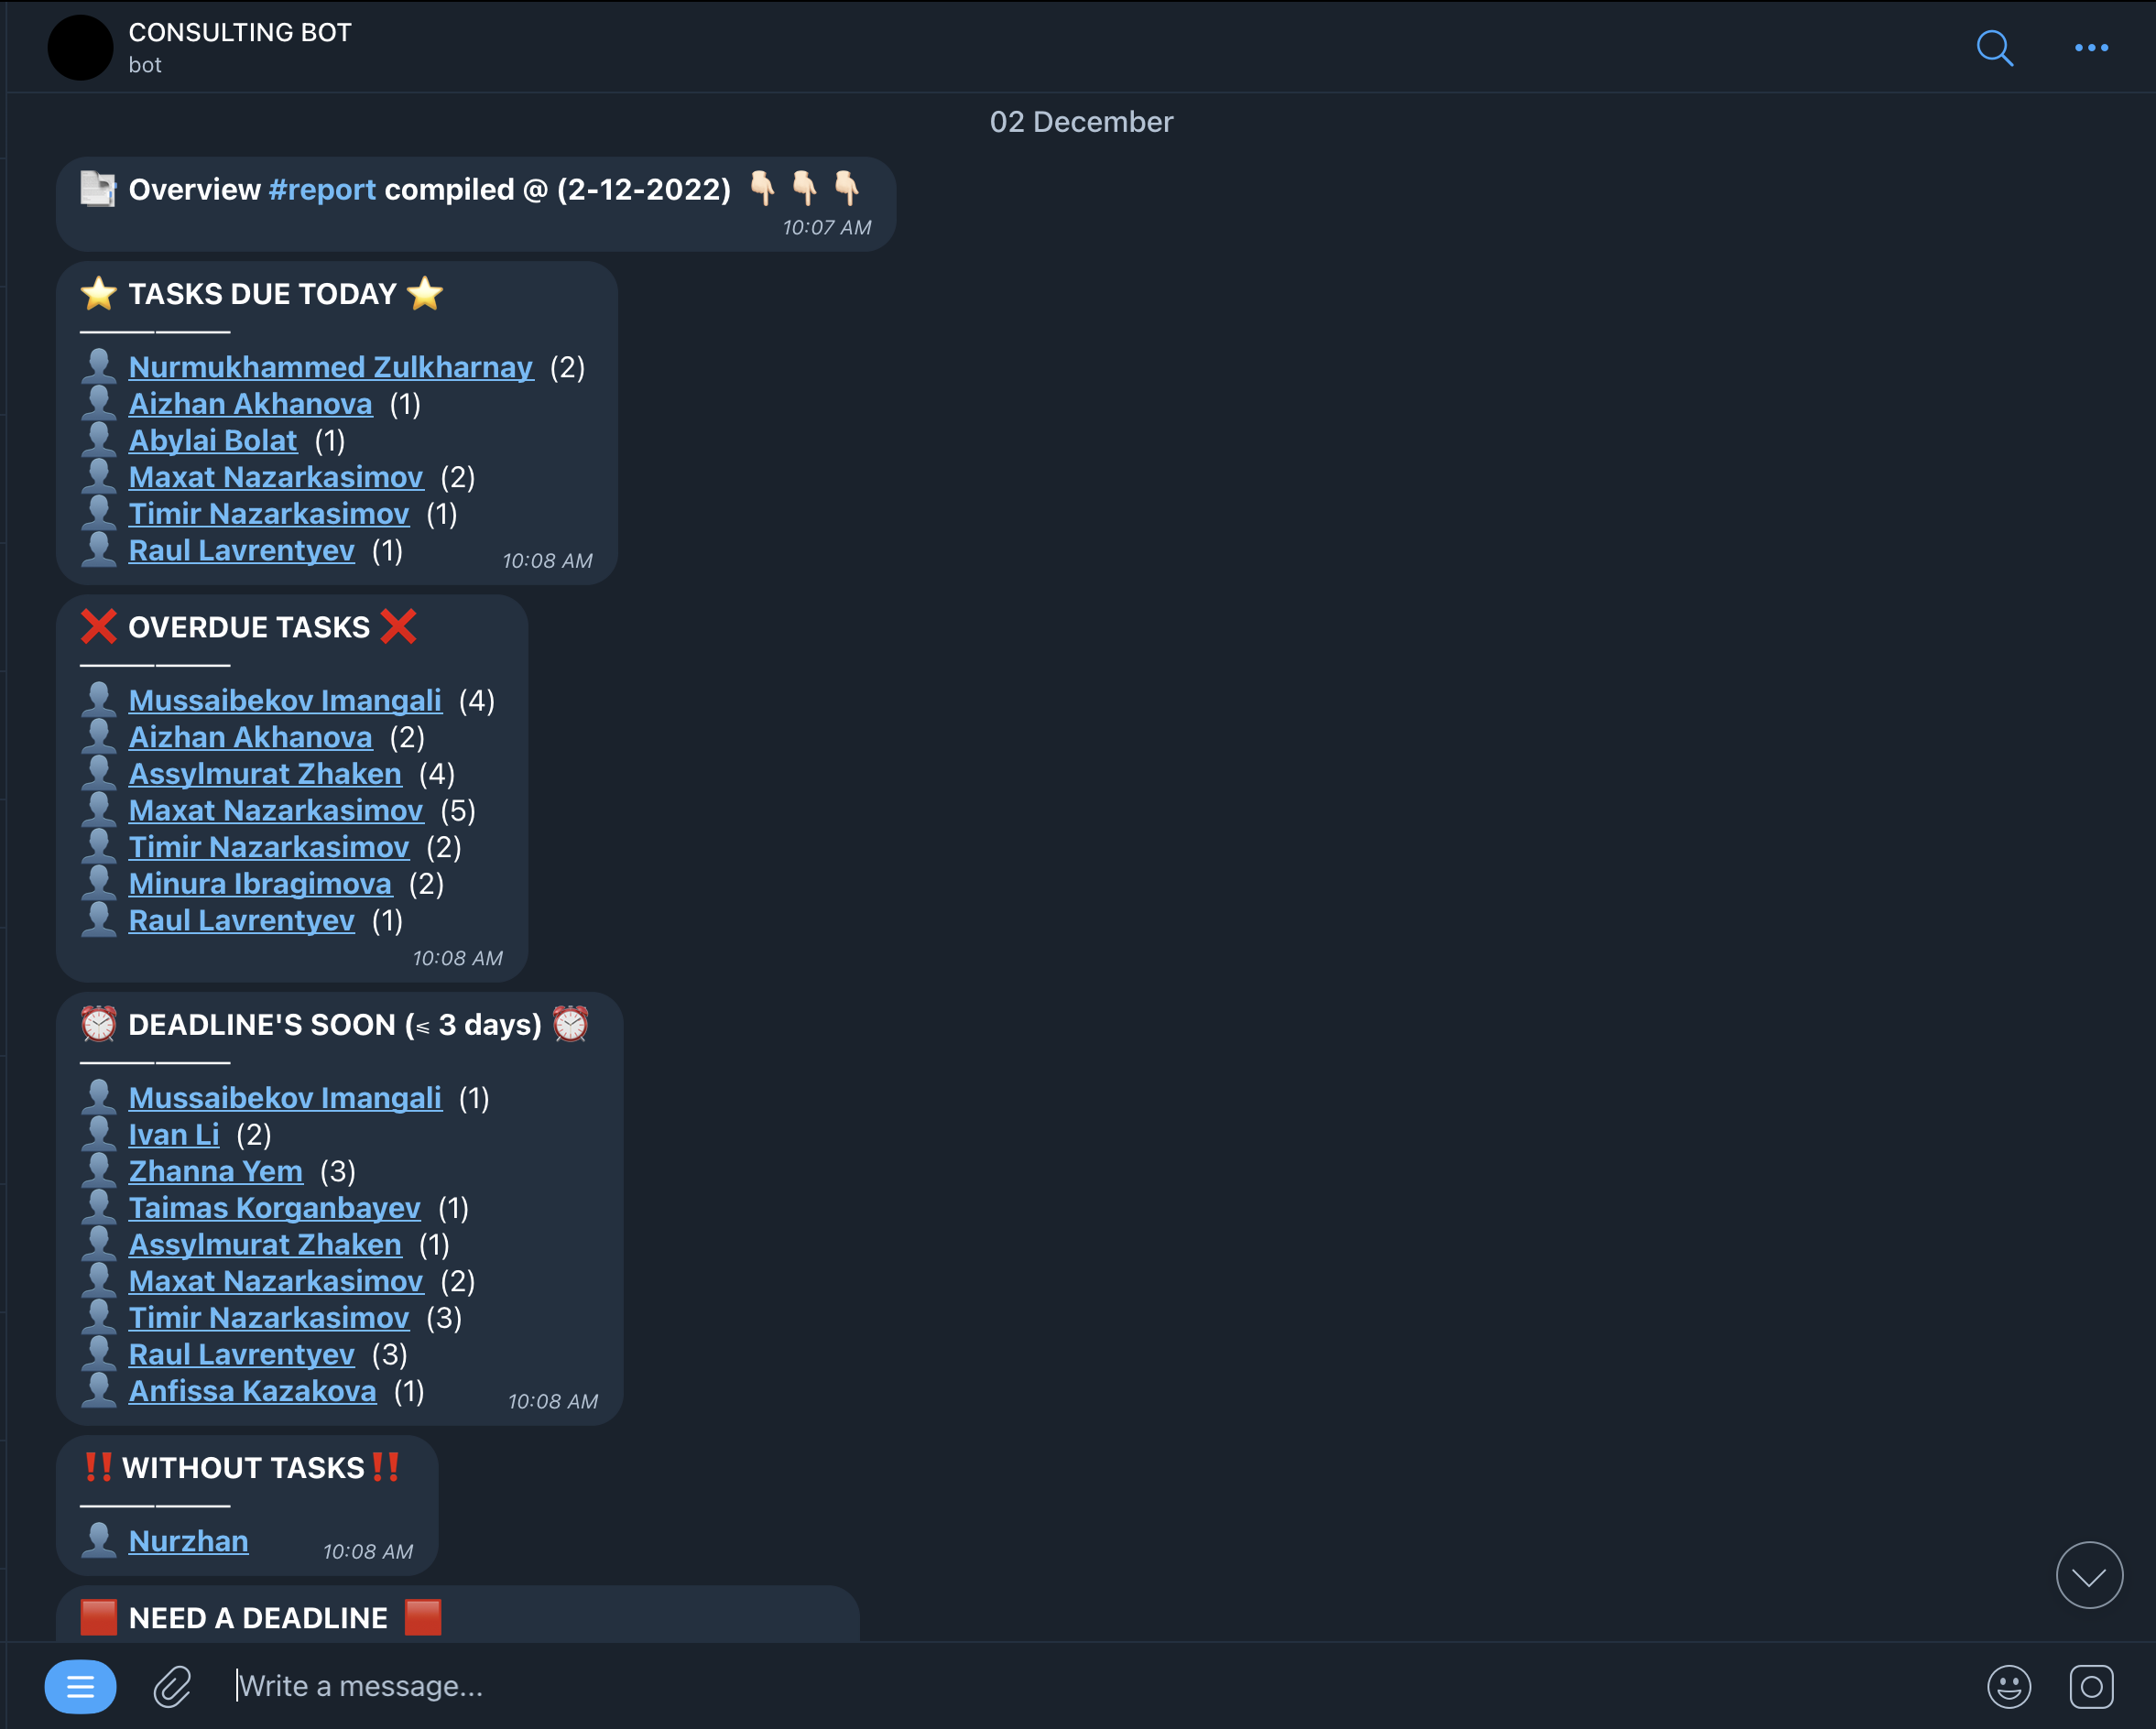 CONSULTING BOT
bot
02 December
Overview #report compiled @ (2-12-2022)
10:07 AM
TASKS DUE TODAY
Nurmukhammed Zulkharnay (2)
Aizhan Akhanova (1)
Abylai Bolat (1)
Maxat Nazarkasimov (2)
Timir Nazarkasimov (1)
Raul Lavrentyev (1)
10:08 AM
OVERDUE TASKS
Mussaibekov Imangali (4)
Aizhan Akhanova (2)
Assylmurat Zhaken (4)
Maxat Nazarkasimov (5)
Timir Nazarkasimov (2)
Minura Ibragimova (2)
Raul Lavrentyev (1)
10:08 AM
DEADLINE'S SOON (⩽ 3 days)
Mussaibekov Imangali (1)
Ivan Li (2)
Zhanna Yem (3)
Taimas Korganbayev (1)
Assylmurat Zhaken (1)
Maxat Nazarkasimov (2)
Timir Nazarkasimov (3)
Raul Lavrentyev (3)
Anfissa Kazakova (1)
10:08 AM
‼️WITHOUT TASKS‼️
Nurzhan
10:08 AM
NEED A DEADLINE
Write a message...